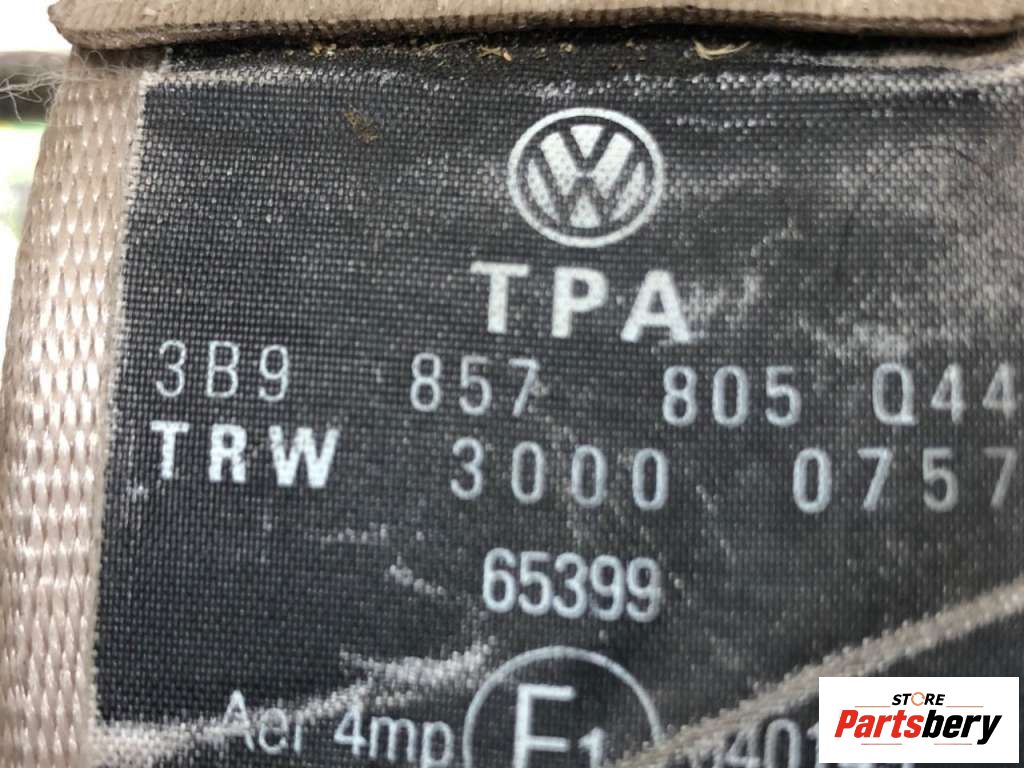 TPA
3B9 857 805 Q44
TRW 3000 0757
65399
Aer 4mp E1
STORE
Partsbery